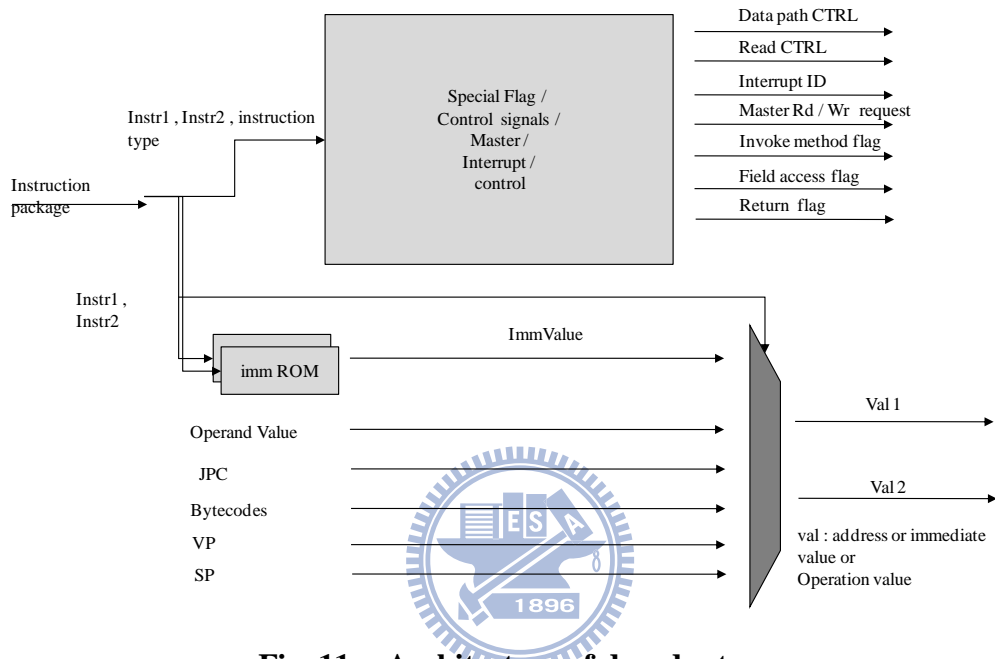 Data path CTRL
Read CTRL
Interrupt ID
Master Rd / Wr request
Invoke method flag
Field access flag
Return flag
Special Flag /
Control signals /
Master /
Interrupt /
control
Instr1 , Instr2 , instruction
type
Instruction
package
Instr1 ,
Instr2
imm ROM
ImmValue
Operand Value
JPC
Bytecodes
VP
SP
Val 1
Val 2
val : address or immediate
value or
Operation value
E S A
1896